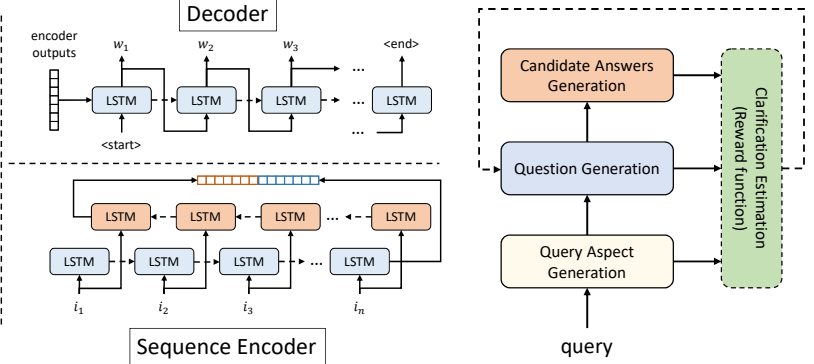 Decoder
encoder
outputs
w₁
w₂
w₃
<end>
LSTM
LSTM
LSTM
...
...
...
LSTM
<start>
LSTM
LSTM
LSTM
...
LSTM
LSTM
LSTM
LSTM
...
LSTM
i₁
i₂
i₃
iₙ
Sequence Encoder
Candidate Answers
Generation
Question Generation
Query Aspect
Generation
query
Clarification Estimation
(Reward function)